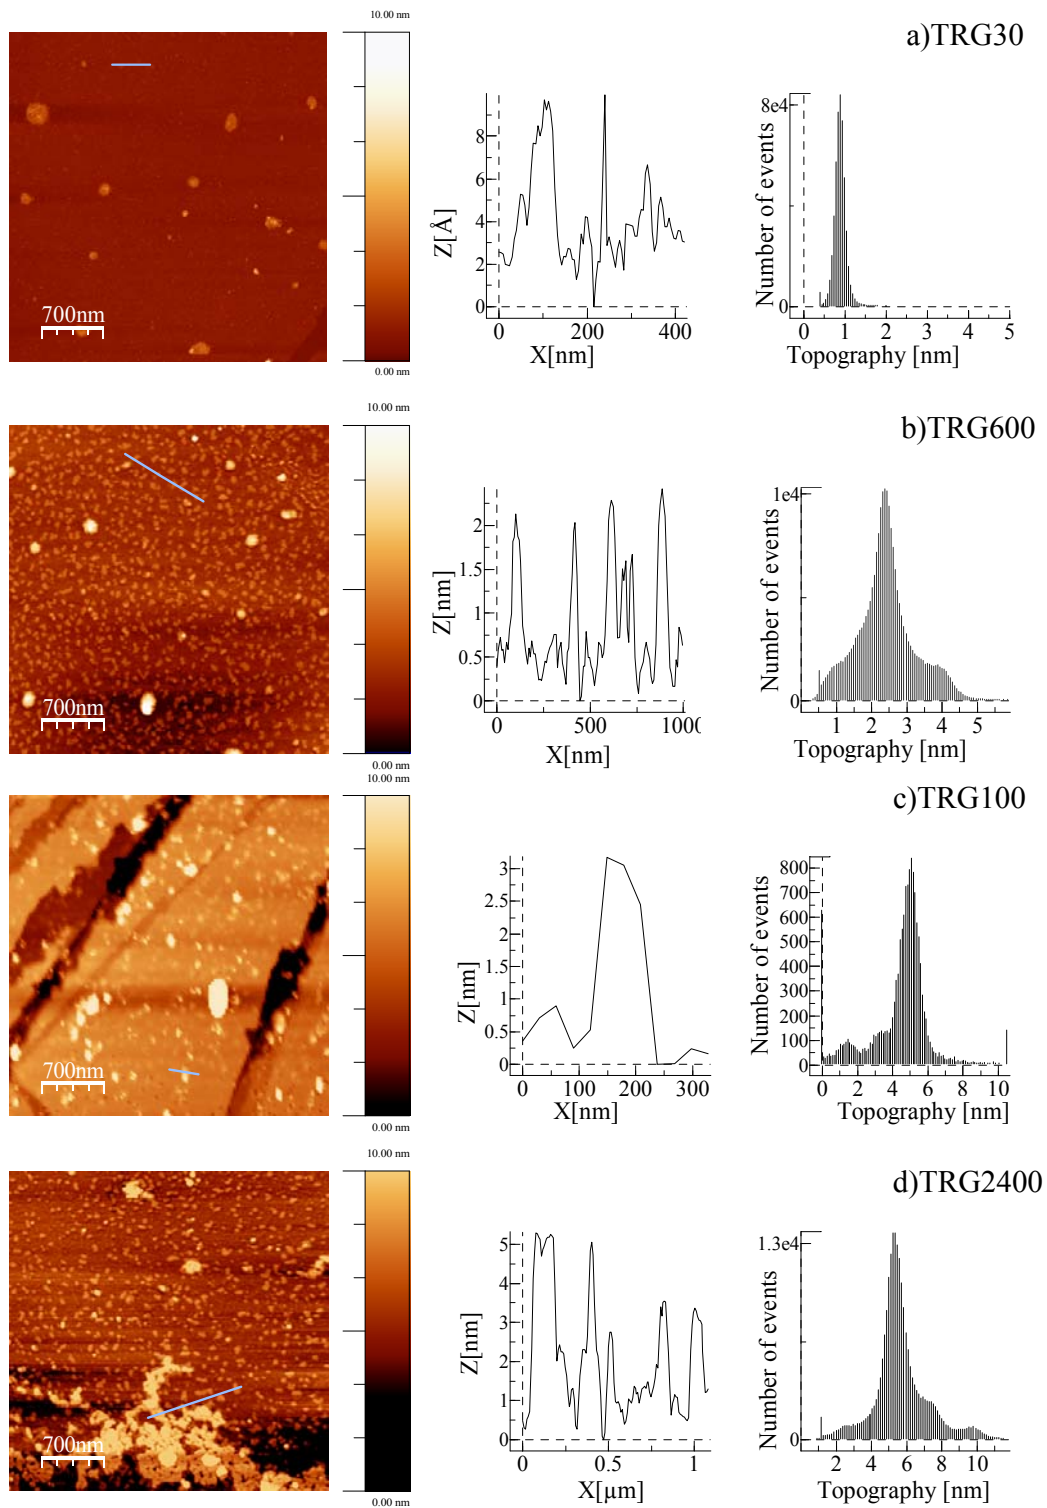 a)TRG30
10.00 nm
700nm
0.00 nm
Z[Å]
8
6
4
2
0
0 200 400
X[nm]
Number of events
8e4
0
0 1 2 3 4 5
Topography [nm]
b)TRG600
10.00 nm
700nm
0.00 nm
Z[nm]
2
1.5
1
0.5
0
0 500 1000
X[nm]
Number of events
1e4
0
1 2 3 4 5
Topography [nm]
c)TRG100
10.00 nm
700nm
0.00 nm
Z[nm]
3
2.5
2
1.5
1
0.5
0
0 100 200 300
X[nm]
Number of events
800
700
600
500
400
300
200
100
0
0 2 4 6 8 10
Topography [nm]
d)TRG2400
10.00 nm
700nm
0.00 nm
Z[nm]
5
4
3
2
1
0
0 0.5 1
X[µm]
Number of events
1.3e4
0
2 4 6 8 10
Topography [nm]